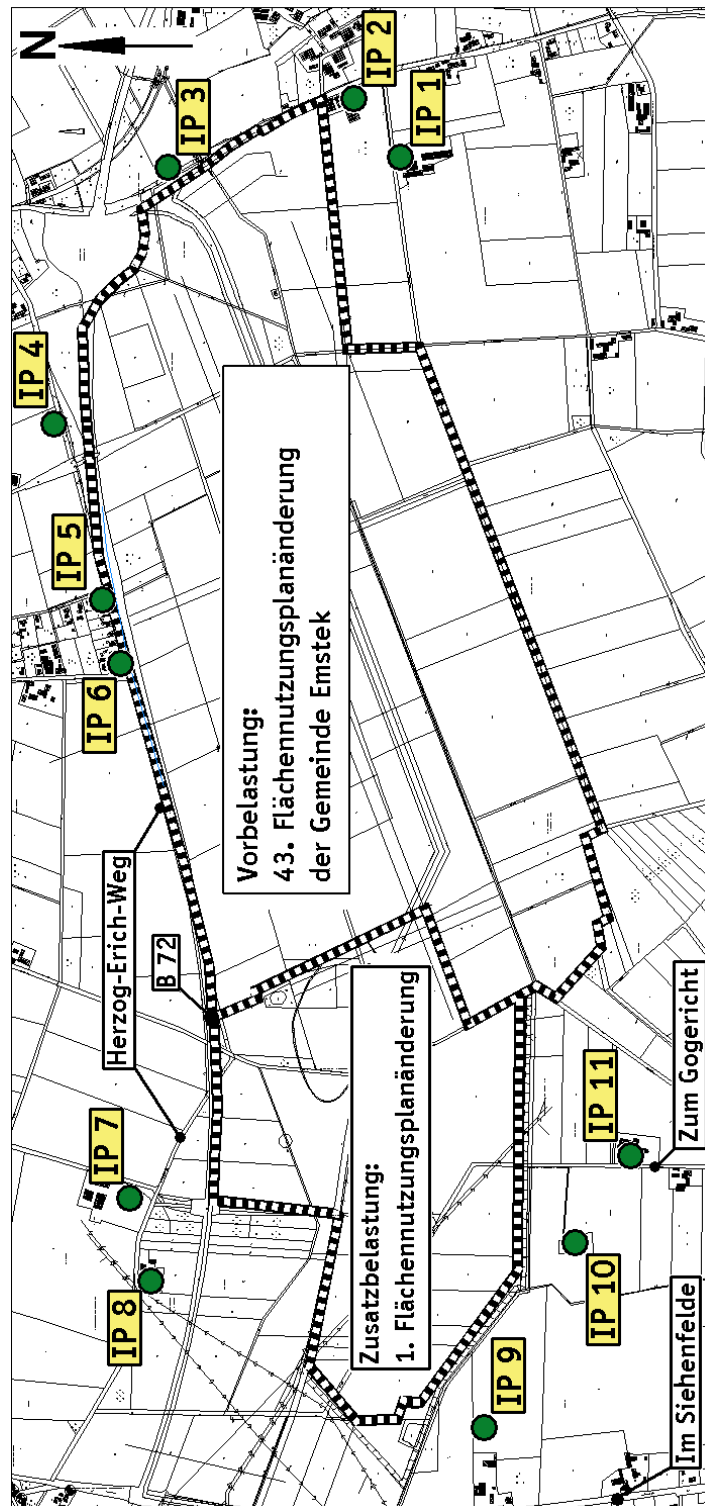 N
IP 4
IP 3
IP 5
IP 2
IP 6
IP 1
Herzog-Erich-Weg
B 72
IP 7
IP 8
Vorbelastung:
43. Flächennutzungsplanänderung
der Gemeinde Emstek
Zusatzbelastung:
1. Flächennutzungsplanänderung
IP 9
IP 10
IP 11
Zum Gogericht
Im Siehenfelde